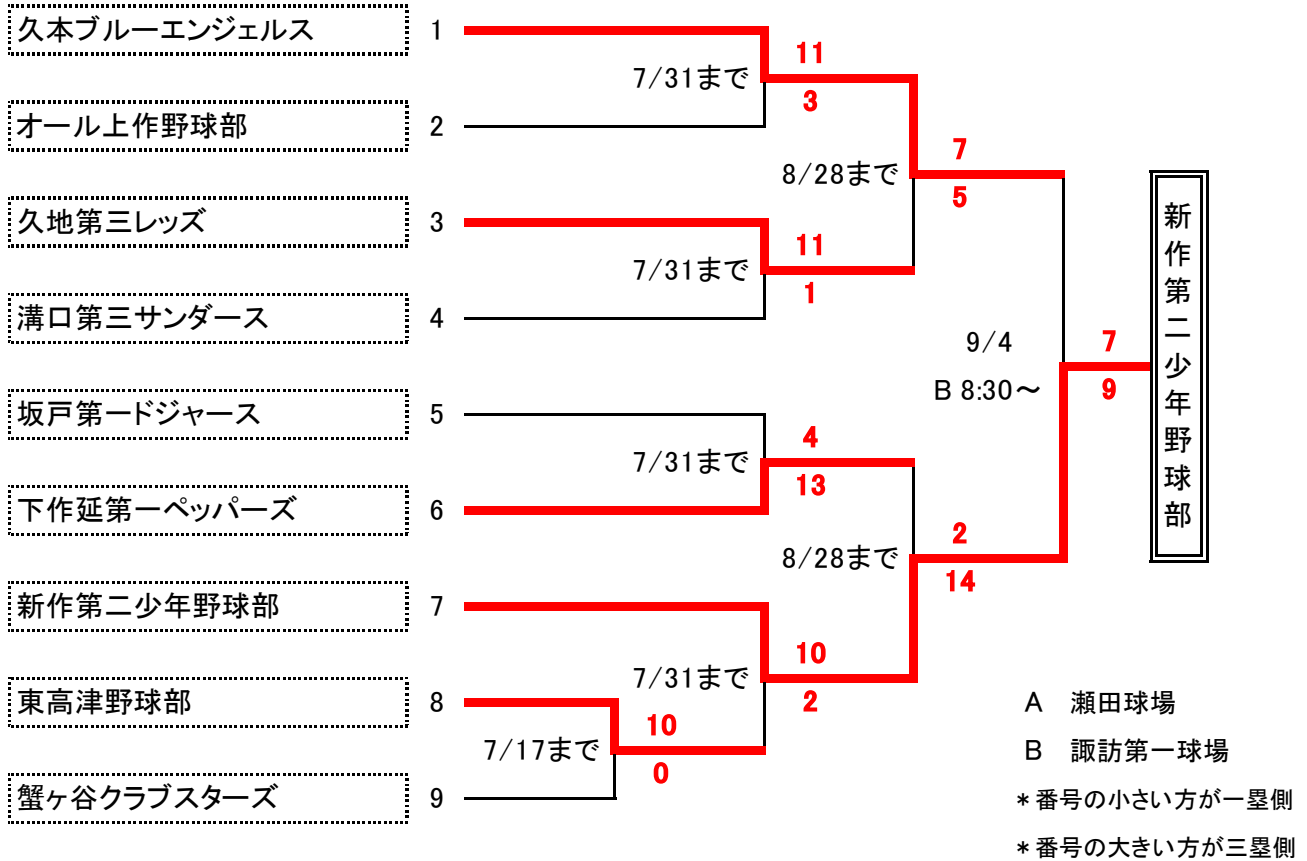 久本ブルーエンジェルス 1
11
7/31まで
3
オール上作野球部 2
7
8/28まで
5
久地第三レッズ 3
11
7/31まで
1
溝口第三サンダース 4
9/4
B 8:30～
7
9
新作第二少年野球部
坂戸第一ドジャース 5
4
7/31まで
13
下作延第一ペッパーズ 6
2
8/28まで
14
新作第二少年野球部 7
10
7/31まで
2
東高津野球部 8
10
7/17まで
0
蟹ヶ谷クラブスターズ 9
A 瀬田球場
B 諏訪第一球場
＊番号の小さい方が一塁側
＊番号の大きい方が三塁側